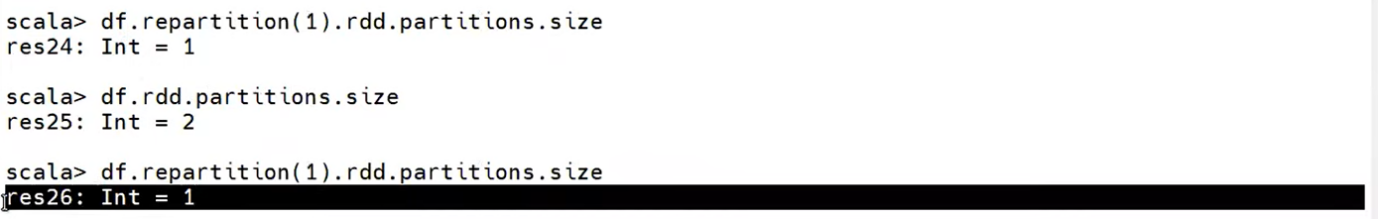 scala> df.repartition(1).rdd.partitions.size
res24: Int = 1
scala> df.rdd.partitions.size
res25: Int = 2
scala> df.repartition(1).rdd.partitions.size
res26: Int = 1